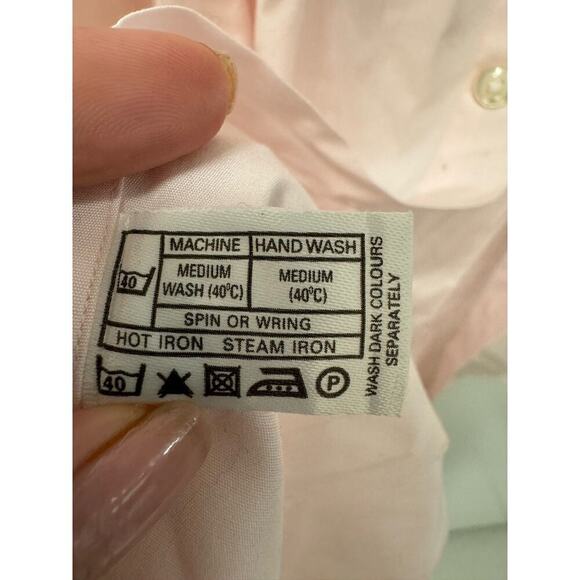 MACHINE HAND WASH
40 MEDIUM WASH (40°C) MEDIUM (40°C)
SPIN OR WRING
HOT IRON STEAM IRON
40 P
WASH DARK COLOURS
SEPARATELY